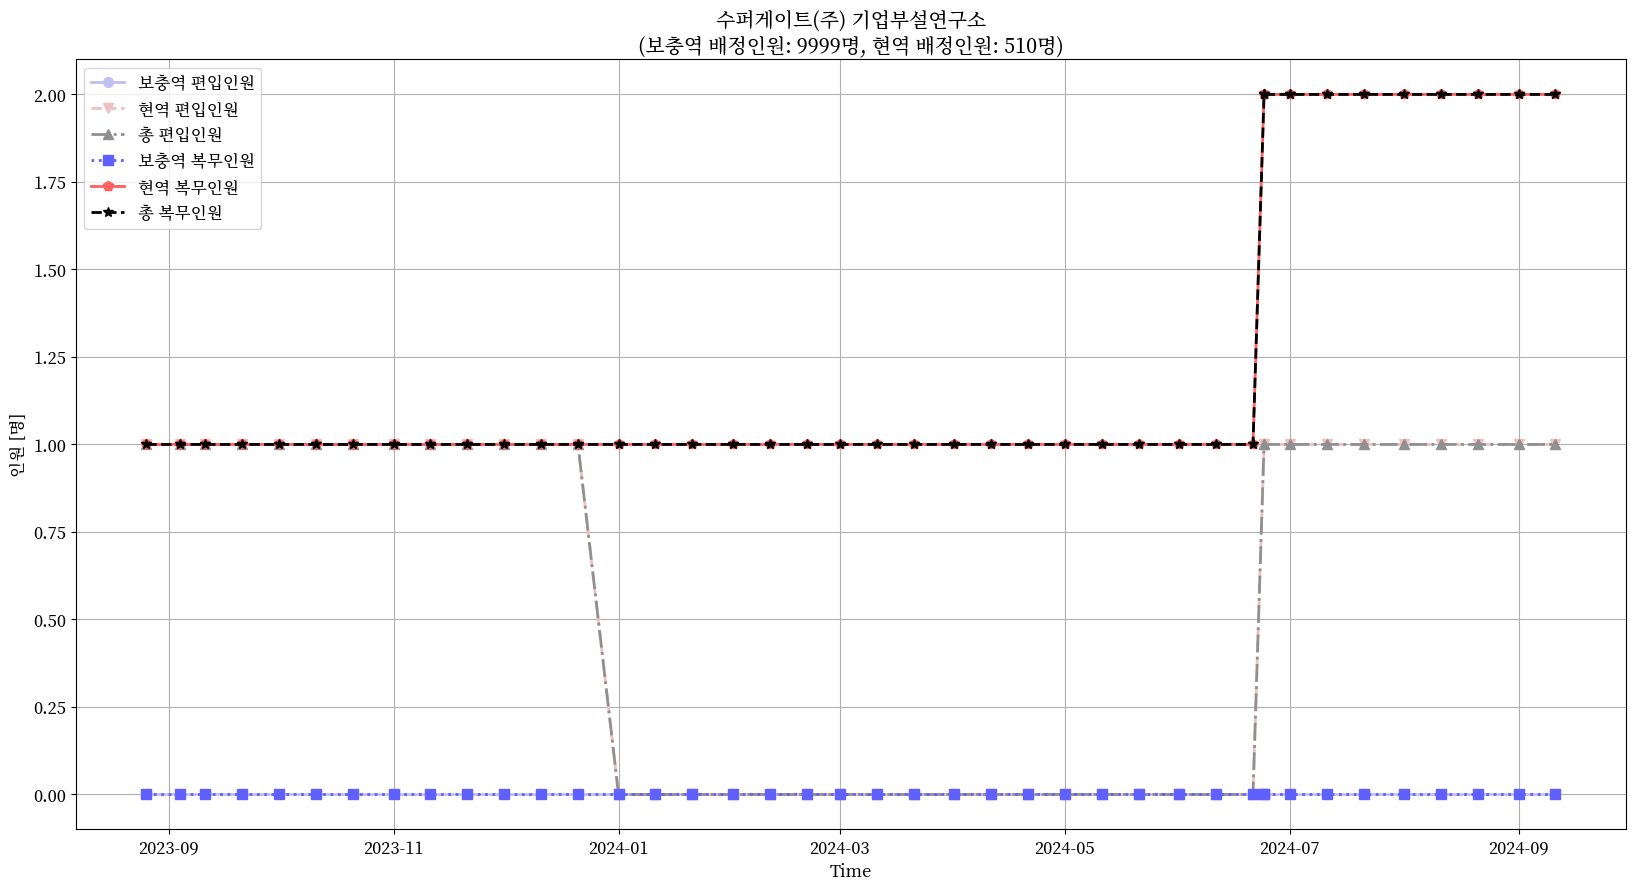 수퍼게이트(주) 기업부설연구소
(보충역 배정인원: 9999명, 현역 배정인원: 510명)
보충역 편입인원
현역 편입인원
총 편입인원
보충역 복무인원
현역 복무인원
총 복무인원
2.00
1.75
1.50
1.25
1.00
0.75
0.50
0.25
0.00
인원 [명]
2023-09
2023-11
2024-01
2024-03
2024-05
2024-07
2024-09
Time